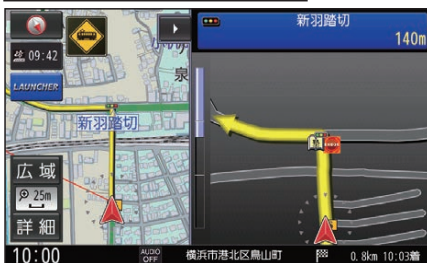 09:42
LAUNCHER
新羽踏切
140m
泉
新羽踏切
広域
25m
詳細
10:00
AUDIO OFF
横浜市港北区鳥山町
0.8km 10:03着